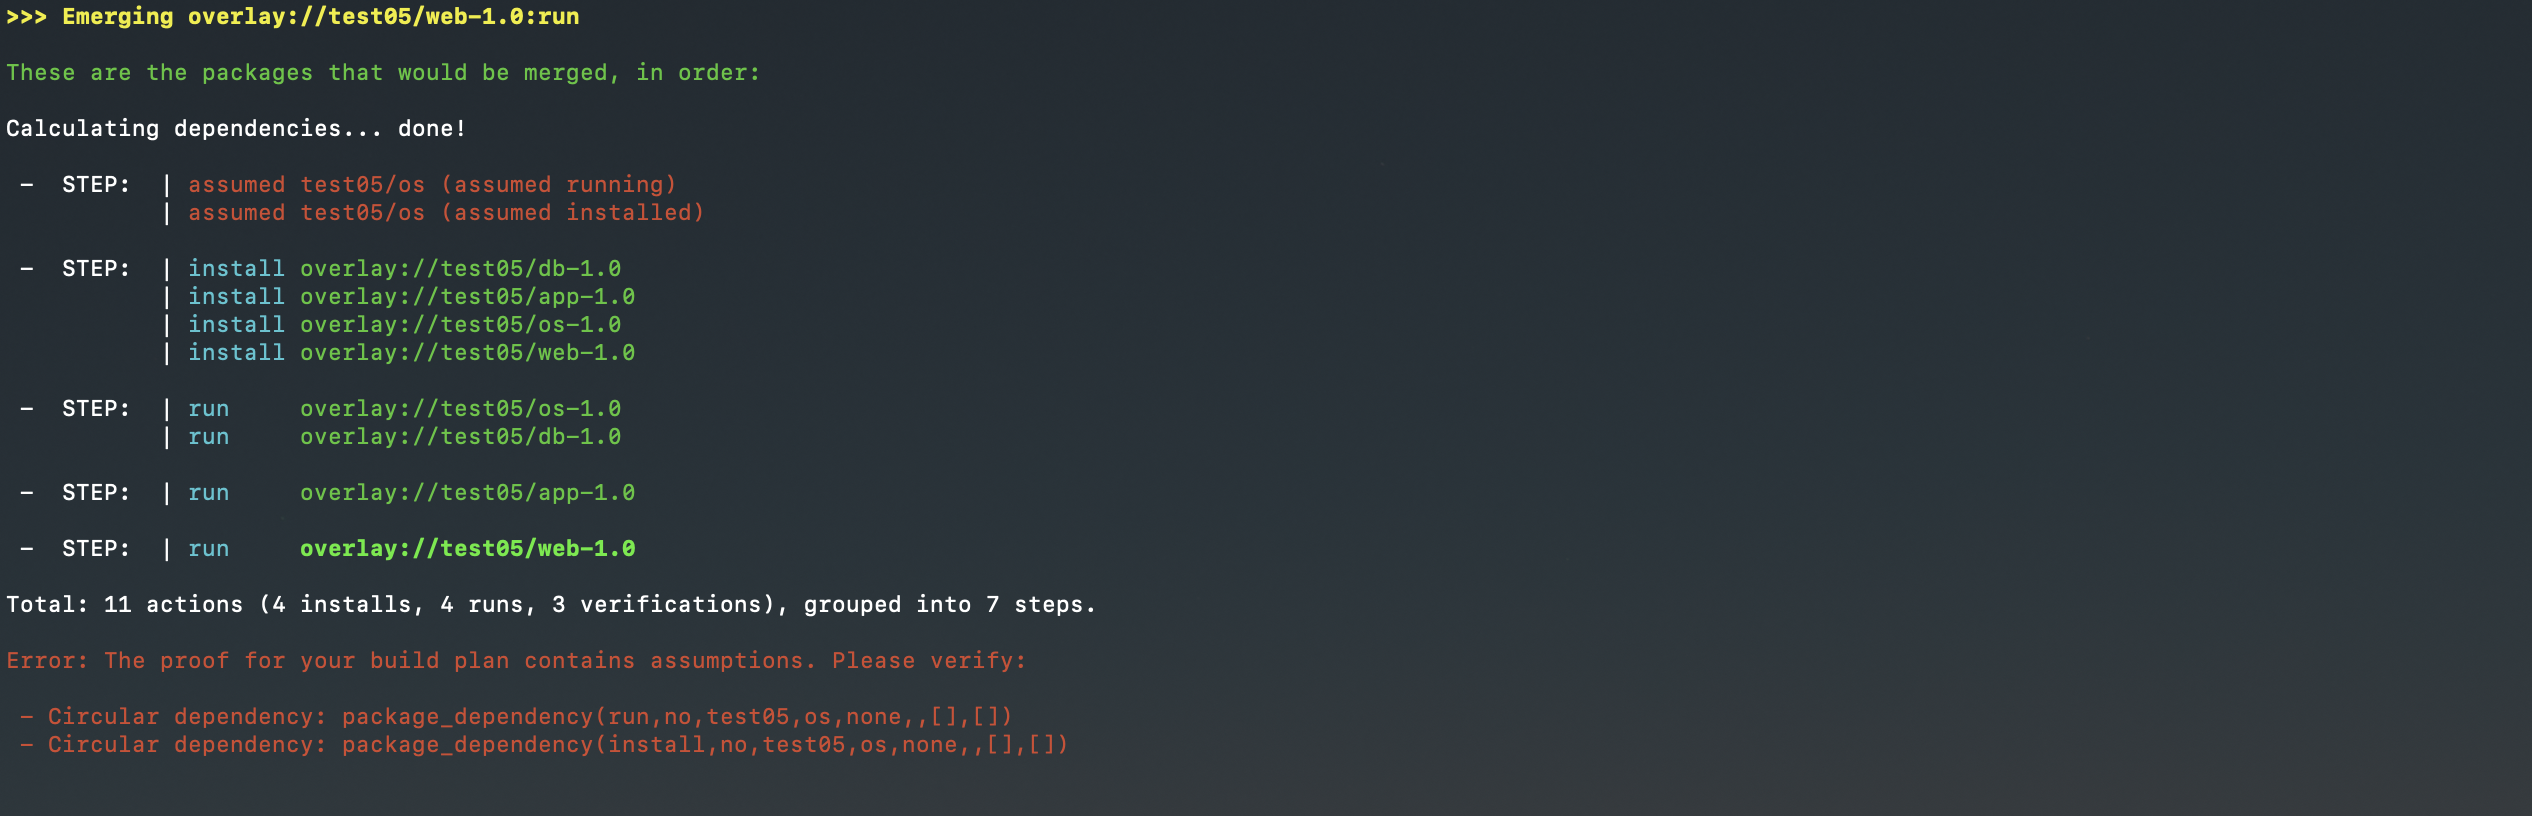 >>> Emerging overlay://test05/web-1.0:run
These are the packages that would be merged, in order:
Calculating dependencies... done!
– STEP: | assumed test05/os (assumed running)
| assumed test05/os (assumed installed)
– STEP: | install overlay://test05/db-1.0
| install overlay://test05/app-1.0
| install overlay://test05/os-1.0
| install overlay://test05/web-1.0
– STEP: | run overlay://test05/os-1.0
| run overlay://test05/db-1.0
– STEP: | run overlay://test05/app-1.0
– STEP: | run overlay://test05/web-1.0
Total: 11 actions (4 installs, 4 runs, 3 verifications), grouped into 7 steps.
Error: The proof for your build plan contains assumptions. Please verify:
– Circular dependency: package_dependency(run,no,test05,os,none,,[],[])
– Circular dependency: package_dependency(install,no,test05,os,none,,[],[])